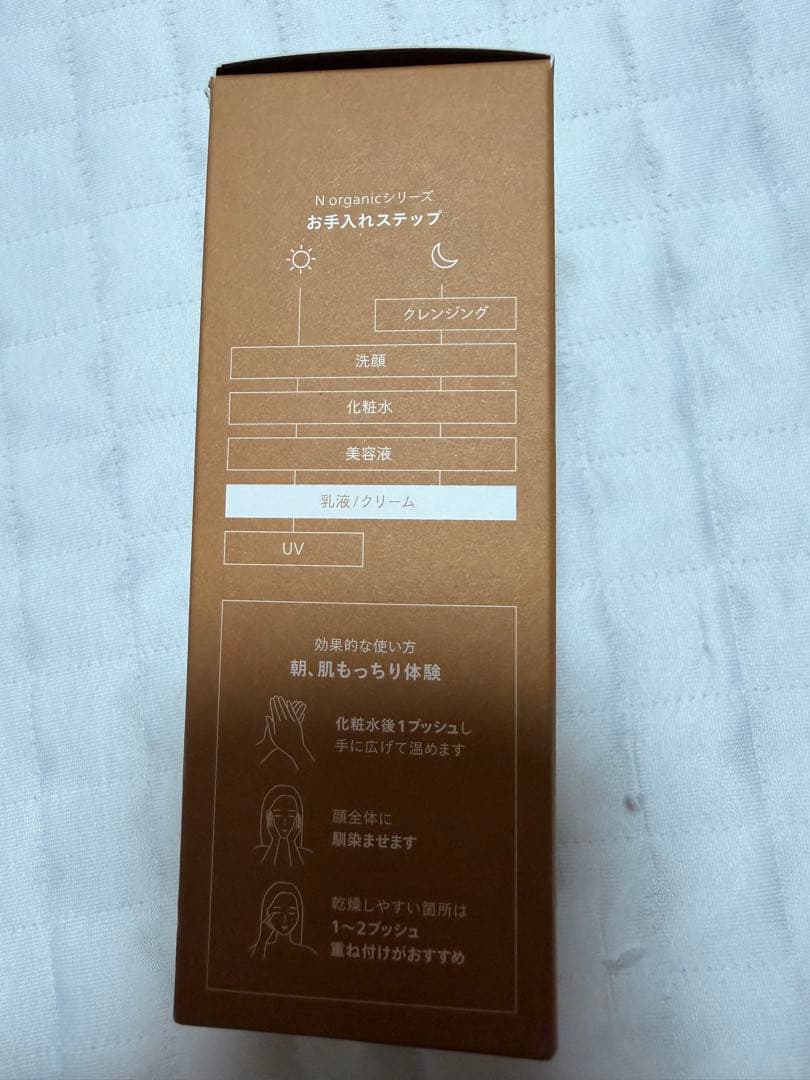 N organicシリーズ
お手入れステップ
クレンジング
洗顔
化粧水
美容液
乳液/クリーム
UV
効果的な使い方
朝、肌もっちり体験
化粧水後1プッシュし
手に広げて温めます
顔全体に
馴染ませます
乾燥しやすい箇所は
1〜2プッシュ
重ね付けがおすすめ